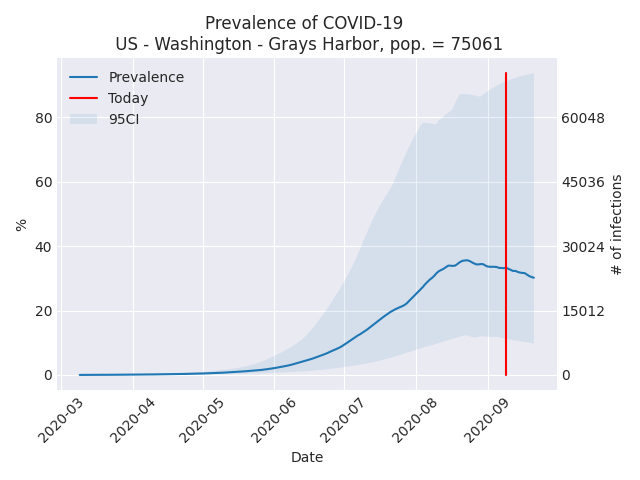 Prevalence of COVID-19
US - Washington - Grays Harbor, pop. = 75061
Prevalence
Today
95CI
80
60
40
20
0
%
60048
45036
30024
15012
0
# of infections
2020-03
2020-04
2020-05
2020-06
2020-07
2020-08
2020-09
Date